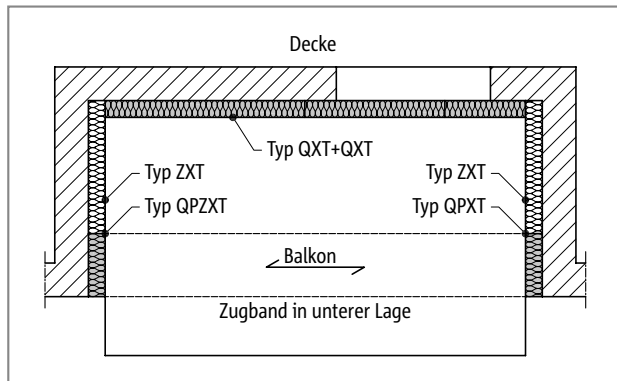 Decke
Typ QXT+QXT
Typ ZXT
Typ ZXT
Typ QPZXT
Typ QPXT
Balkon
Zugband in unterer Lage